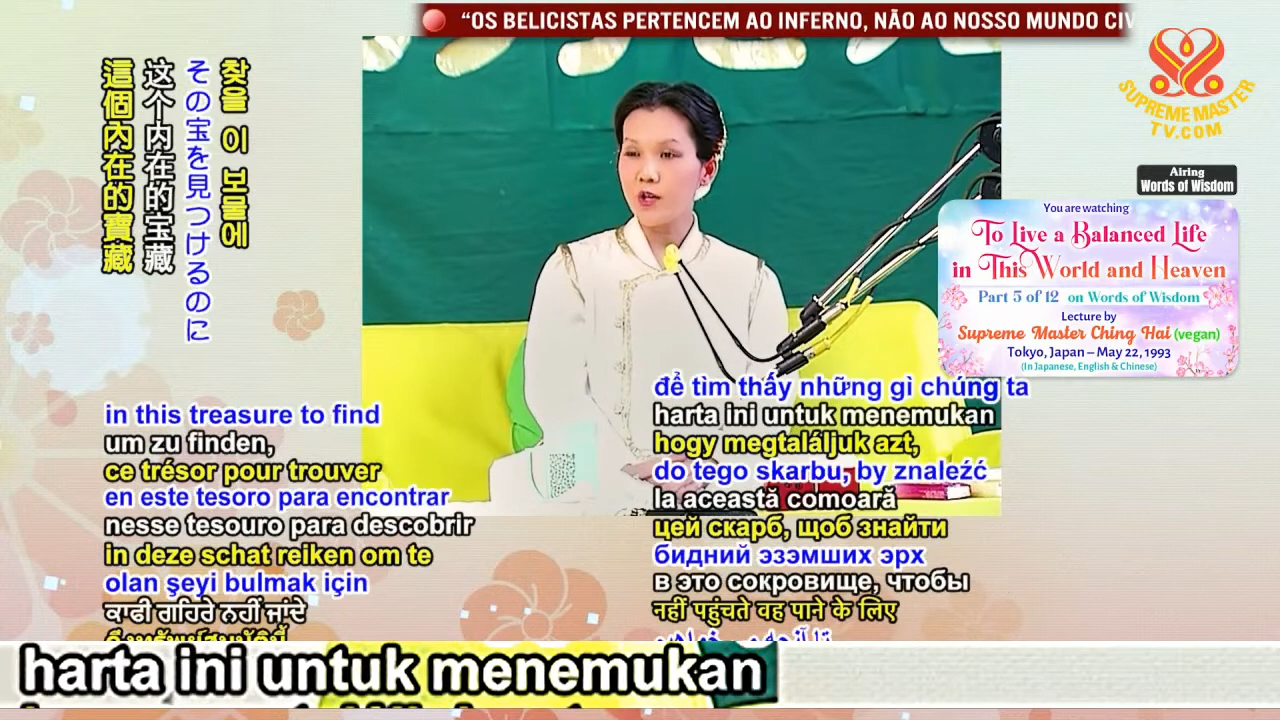 “OS BELICISTAS PERTENCEM AO INFERNO, NÃO AO NOSSO MUNDO CIV
SUPREME MASTER
TV.COM
Airing
Words of Wisdom
You are watching
To Live a Balanced Life
in This World and Heaven
Part 5 of 12 on Words of Wisdom
Lecture by
Supreme Master Ching Hai (vegan)
Tokyo, Japan – May 22, 1993
(In Japanese, English & Chinese)
찾을 이 보물에
その宝を見つけるのに
这个内在的宝藏
這個內在的寶藏
in this treasure to find
um zu finden,
ce trésor pour trouver
en este tesoro para encontrar
nesse tesouro para descobrir
in deze schat reiken om te
olan şeyi bulmak için
ਕਾਫੀ ਗਹਿਰੇ ਨਹੀਂ ਜਾਂਦੇ
để tìm thấy những gì chúng ta
harta ini untuk menemukan
hogy megtaláljuk azt,
do tego skarbu, by znaleźć
la această comoară
цей скарб, щоб знайти
бидний эзэмших эрх
в это сокровище, чтобы
नहीं पहुंचते वह पाने के लिए
harta ini untuk menemukan